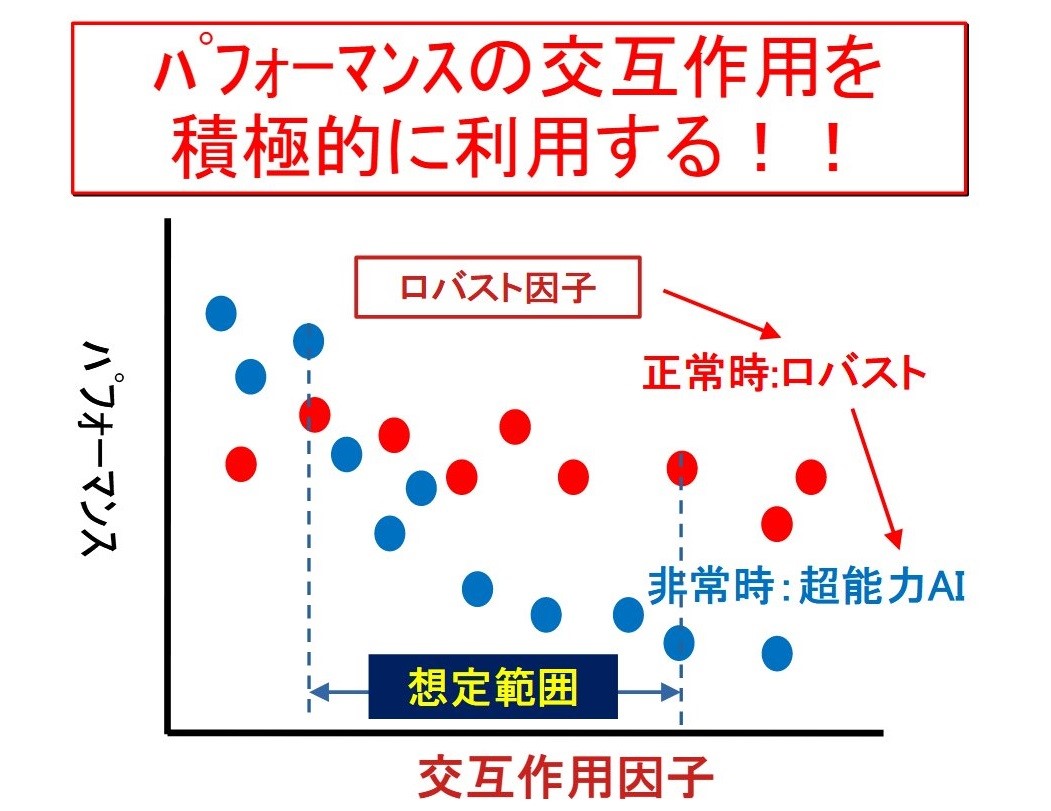 ﾊﾟﾌｫｰﾏﾝｽの交互作用を
積極的に利用する！！
ロバスト因子
正常時:ロバスト
ﾊﾟﾌｫｰﾏﾝｽ
非常時：超能力AI
想定範囲
交互作用因子